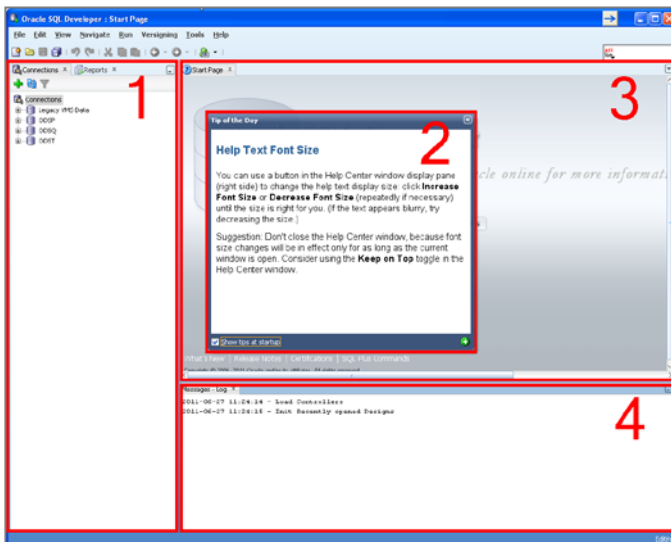 Oracle SQL Developer : Start Page
File Edit View Navigate Run Versioning Tools Help
Connections × Reports ×
Connections
Legacy VMS Data
1
Start Page ×
3
Tip of the Day
2
Help Text Font Size
You can use a button in the Help Center window display pane
(right side) to change the help text display size: click Increase
Font Size or Decrease Font Size (repeatedly if necessary)
until the size is right for you. (If the text appears blurry, try
decreasing the size.)
Suggestion: Don't close the Help Center window, because font
size changes will be in effect only for as long as the current
window is open. Consider using the Keep on Top toggle in the
Help Center window.
Show tips at startup
cle online for more informat
What's New | Release Notes | Certifications | SQL Plus Commands
Messages - Log ×
2011-06-27 11:24:14 - Load Controllers
2011-06-27 11:24:15 - Init Recently opened Designs
4